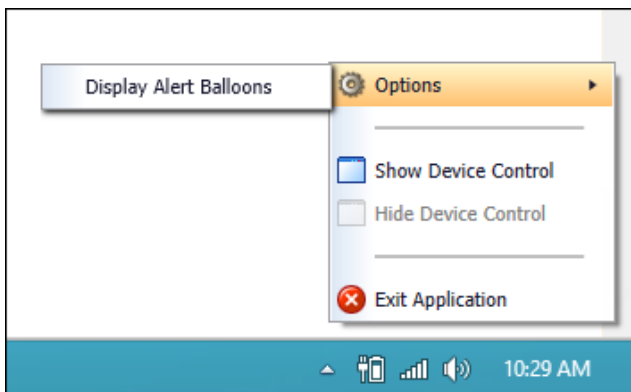 Display Alert Balloons
Options
Show Device Control
Hide Device Control
Exit Application
10:29 AM